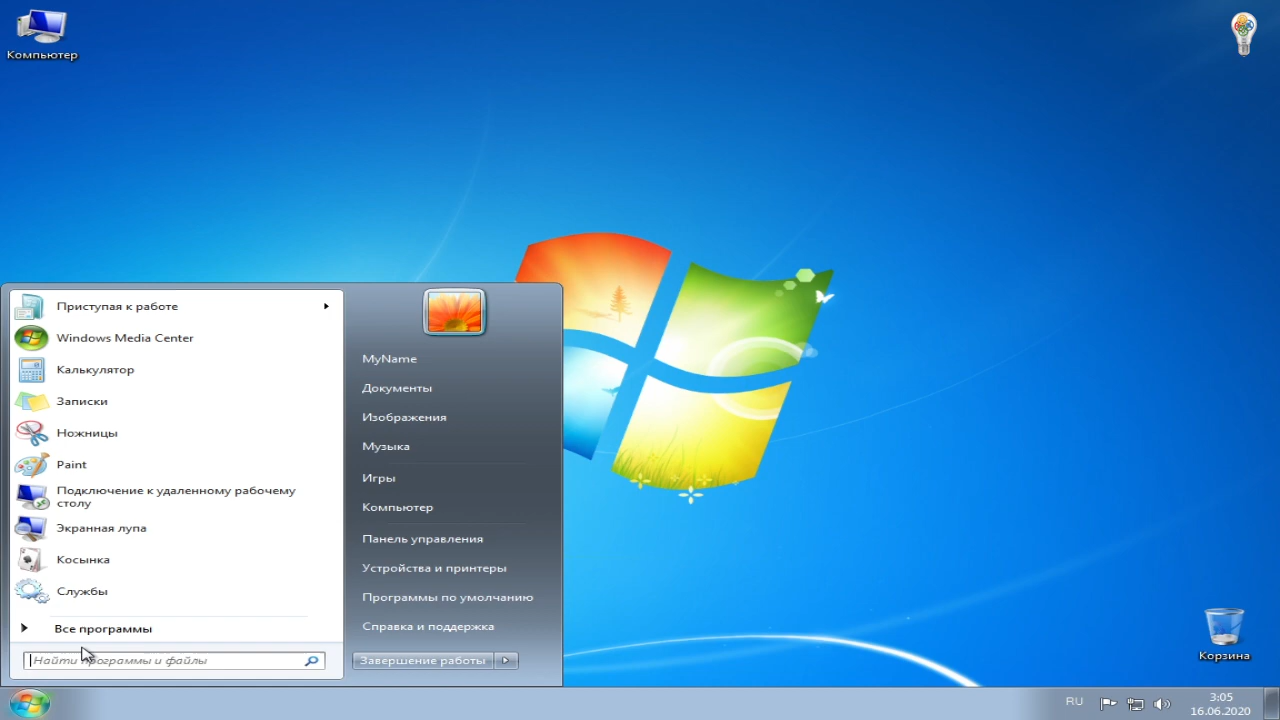 Компьютер
Приступая к работе
Windows Media Center
Калькулятор
Записки
Ножницы
Paint
Подключение к удаленному рабочему
столу
Экранная лупа
Косынка
Службы
Все программы
Найти программы и файлы
MyName
Документы
Изображения
Музыка
Игры
Компьютер
Панель управления
Устройства и принтеры
Программы по умолчанию
Справка и поддержка
Завершение работы
Корзина
RU
3:05
16.06.2020